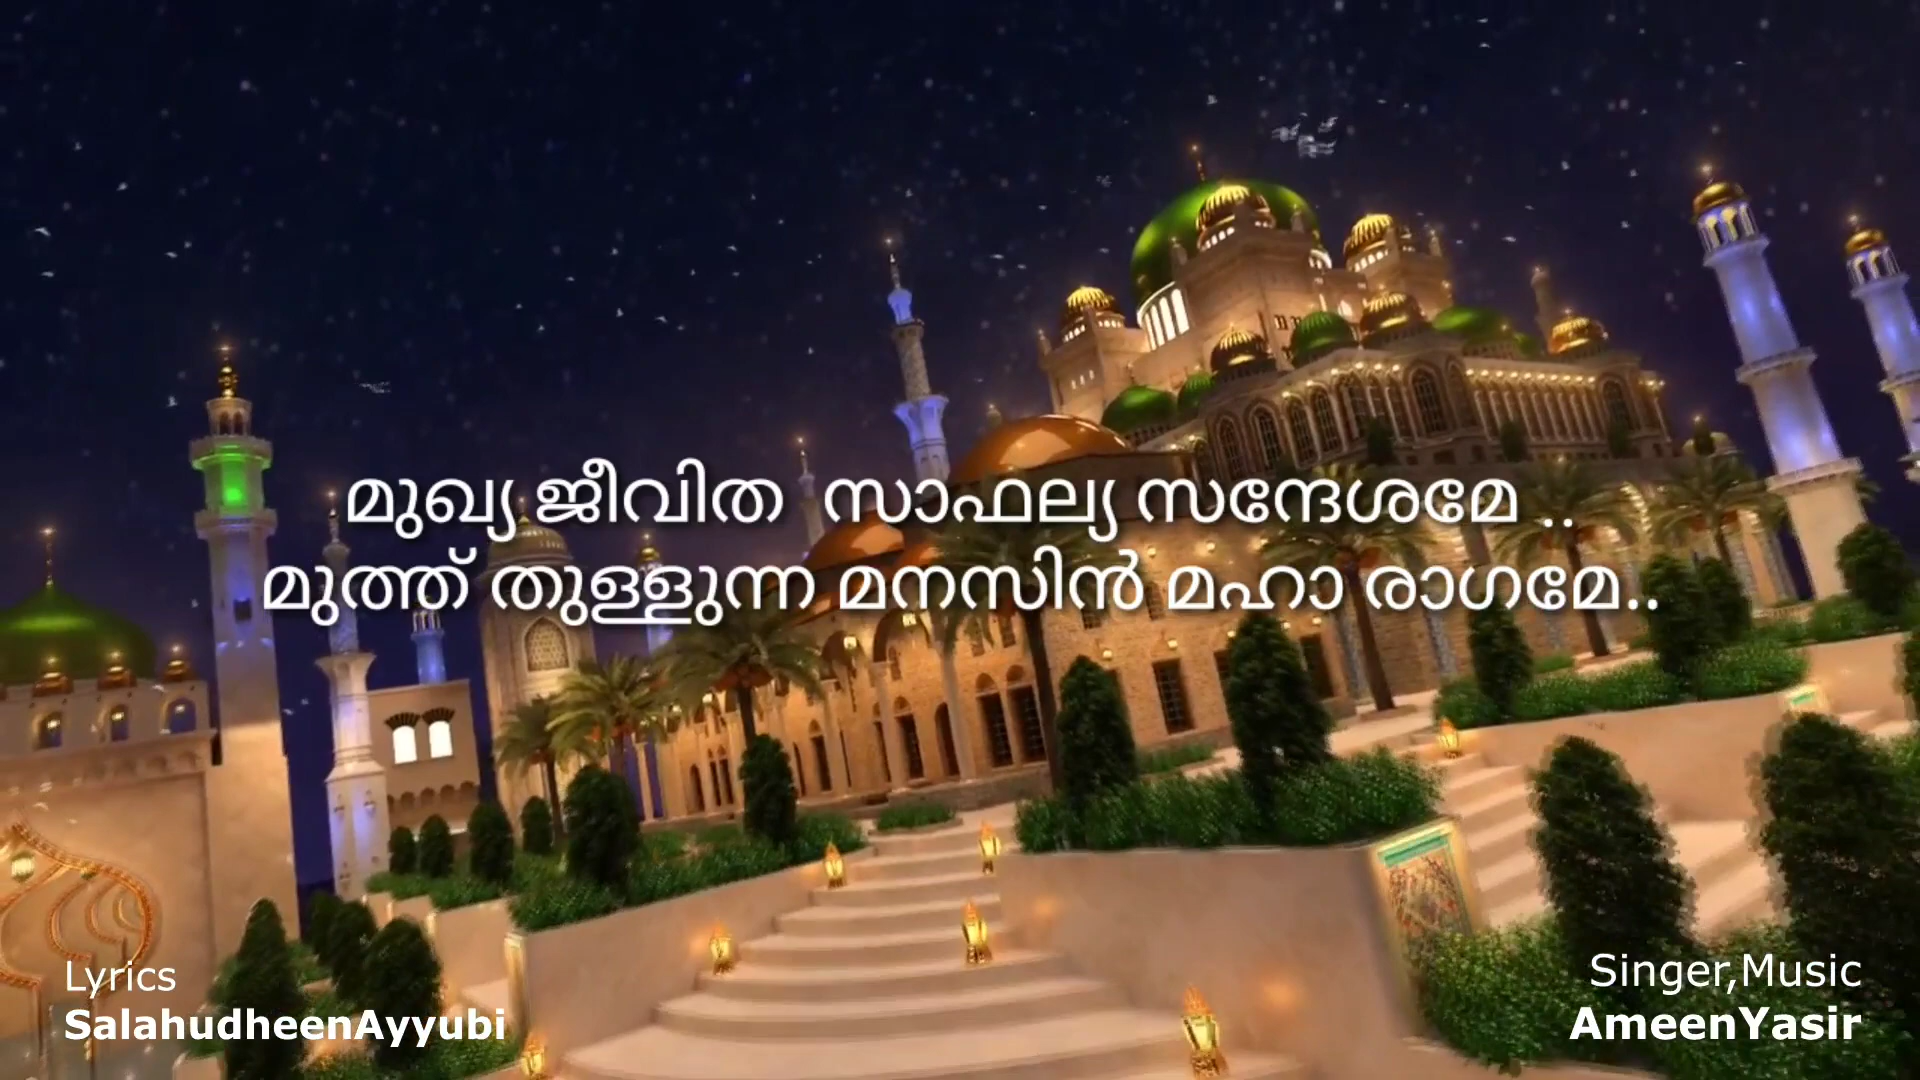 മുഖ്യ ജീവിത സാഫല്യ സന്ദേശമേ ..
മുത്ത് തുള്ളുന്ന മനസിൻ മഹാ രാഗമേ..
Lyrics
SalahudheenAyyubi
Singer,Music
AmeenYasir